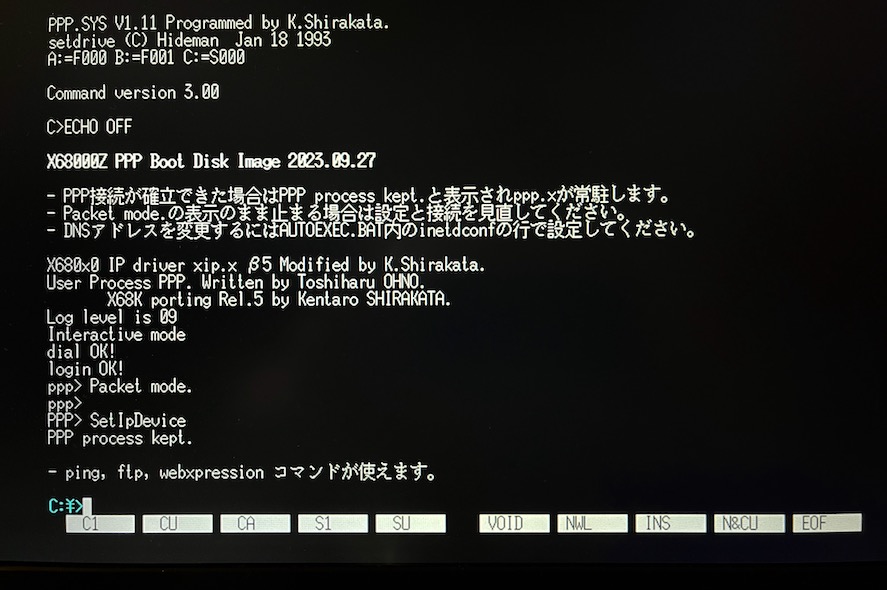 PPP.SYS V1.11 Programmed by K.Shirakata.
setdrive (C) Hideman  Jan 18 1993
A:=F000 B:=F001 C:=S000
Command version 3.00
C>ECHO OFF
X68000Z PPP Boot Disk Image 2023.09.27
- PPP接続が確立できた場合はPPP process kept.と表示されppp.xが常駐します。
- Packet mode.の表示のまま止まる場合は設定と接続を見直してください。
- DNSアドレスを変更するにはAUTOEXEC.BAT内のinetdconfの行で設定してください。
X680x0 IP driver xip.x β5 Modified by K.Shirakata.
User Process PPP. Written by Toshiharu OHNO.
X68K porting Rel.5 by Kentaro SHIRAKATA.
Log level is 09
Interactive mode
dial OK!
login OK!
ppp> Packet mode.
ppp>
PPP> SetIpDevice
PPP process kept.
- ping, ftp, webxpression コマンドが使えます。
C:¥>
C1 CU CA S1 SU VOID NWL INS N&CU EOF